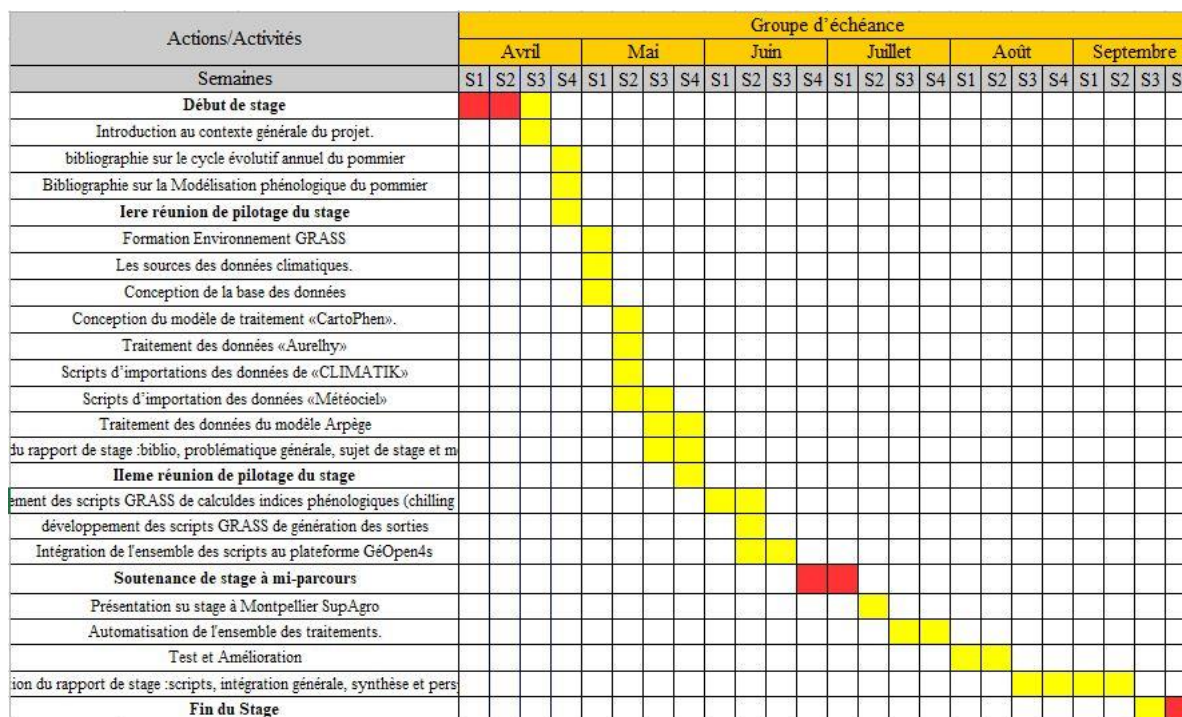 Actions/Activités
Groupe d’échéance
Avril Mai Juin Juillet Août Septembre
Semaines S1 S2 S3 S4 S1 S2 S3 S4 S1 S2 S3 S4 S1 S2 S3 S4 S1 S2 S3 S4 S1 S2 S3 S
Début de stage
Introduction au contexte générale du projet.
bibliographie sur le cycle évolutif annuel du pommier
Bibliographie sur la Modélisation phénologique du pommier
Iere réunion de pilotage du stage
Formation Environnement GRASS
Les sources des données climatiques.
Conception de la base des données
Conception du modèle de traitement «CartoPhen».
Traitement des données «Aurelhy»
Scripts d’importations des données de «CLIMATIK»
Scripts d’importation des données «Météociel»
Traitement des données du modèle Arpège
du rapport de stage :biblio, problématique générale, sujet de stage et m
IIeme réunion de pilotage du stage
ement des scripts GRASS de calculdes indices phénologiques (chilling
développement des scripts GRASS de génération des sorties
Intégration de l'ensemble des scripts au plateforme GéOpen4s
Soutenance de stage à mi-parcours
Présentation su stage à Montpellier SupAgro
Automatisation de l'ensemble des traitements.
Test et Amélioration
ion du rapport de stage :scripts, intégration générale, synthèse et pers
Fin du Stage